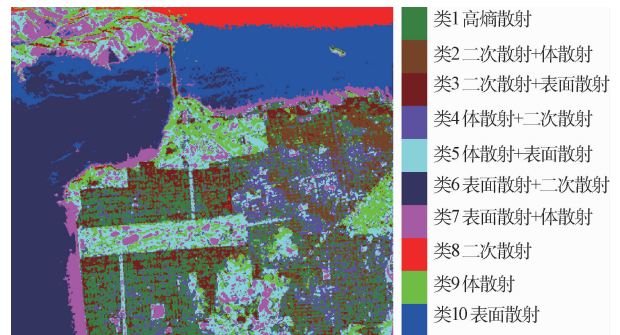 类1 高熵散射
类2 二次散射+体散射
类3 二次散射+表面散射
类4 体散射+二次散射
类5 体散射+表面散射
类6 表面散射+二次散射
类7 表面散射+体散射
类8 二次散射
类9 体散射
类10 表面散射